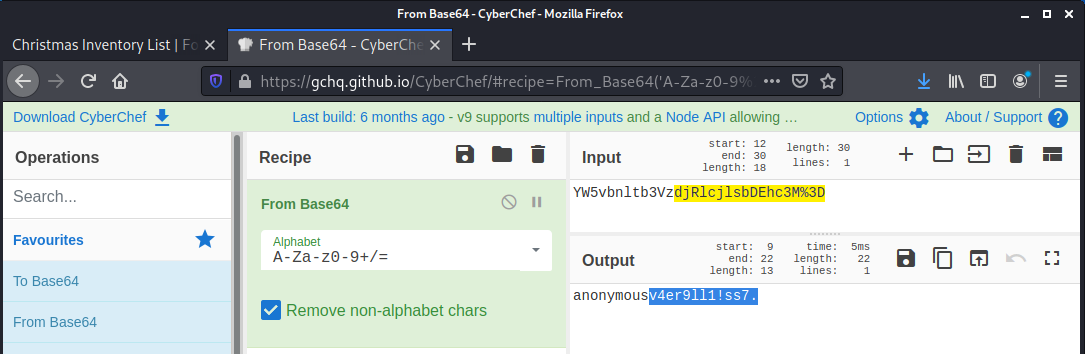 From Base64 - CyberChef - Mozilla Firefox
Christmas Inventory List | Fo
From Base64 - CyberChe
https://gchq.github.io/CyberChef/#recipe=From_Base64('A-Za-z0-9%
Download CyberChef
Last build: 6 months ago - v9 supports multiple inputs and a Node API allowing …
Options
About / Support
Operations
Search...
Favourites
To Base64
From Base64
Recipe
From Base64
Alphabet
A-Za-z0-9+/=
Remove non-alphabet chars
Input
start: 12
end: 30
length: 18
length: 30
lines: 1
YW5vbnltb3VzdjRlcjlsbDEhc3M%3D
Output
start: 9
end: 22
length: 13
time: 5ms
length: 22
lines: 1
anonymousv4er9ll1!ss7.